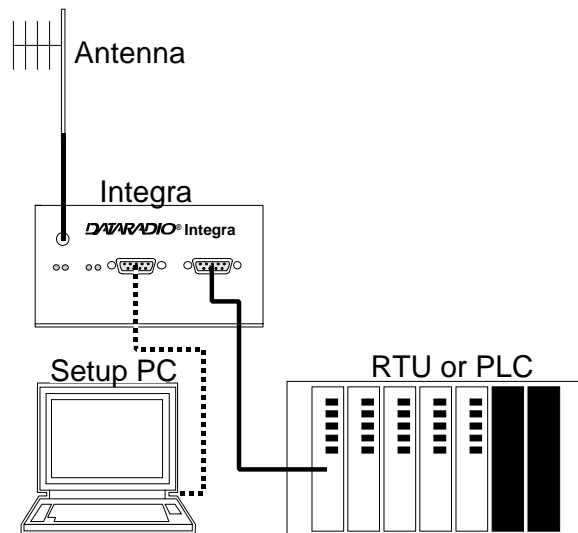 Antenna
Integra
DATARADIO® Integra
Setup PC
RTU or PLC